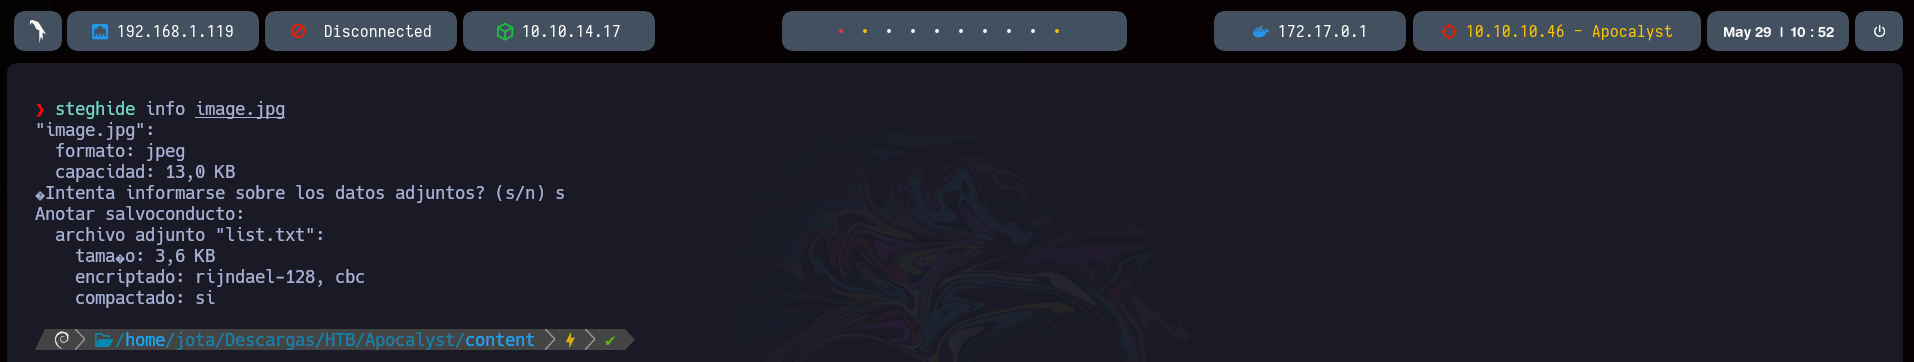 192.168.1.119 Disconnected 10.10.14.17 172.17.0.1 10.10.10.46 - Apocalyst May 29 | 10 : 52
❯ steghide info image.jpg
"image.jpg":
  formato: jpeg
  capacidad: 13,0 KB
�Intenta informarse sobre los datos adjuntos? (s/n) s
Anotar salvoconducto:
  archivo adjunto "list.txt":
    tama�o: 3,6 KB
    encriptado: rijndael-128, cbc
    compactado: si
/home/jota/Descargas/HTB/Apocalyst/content